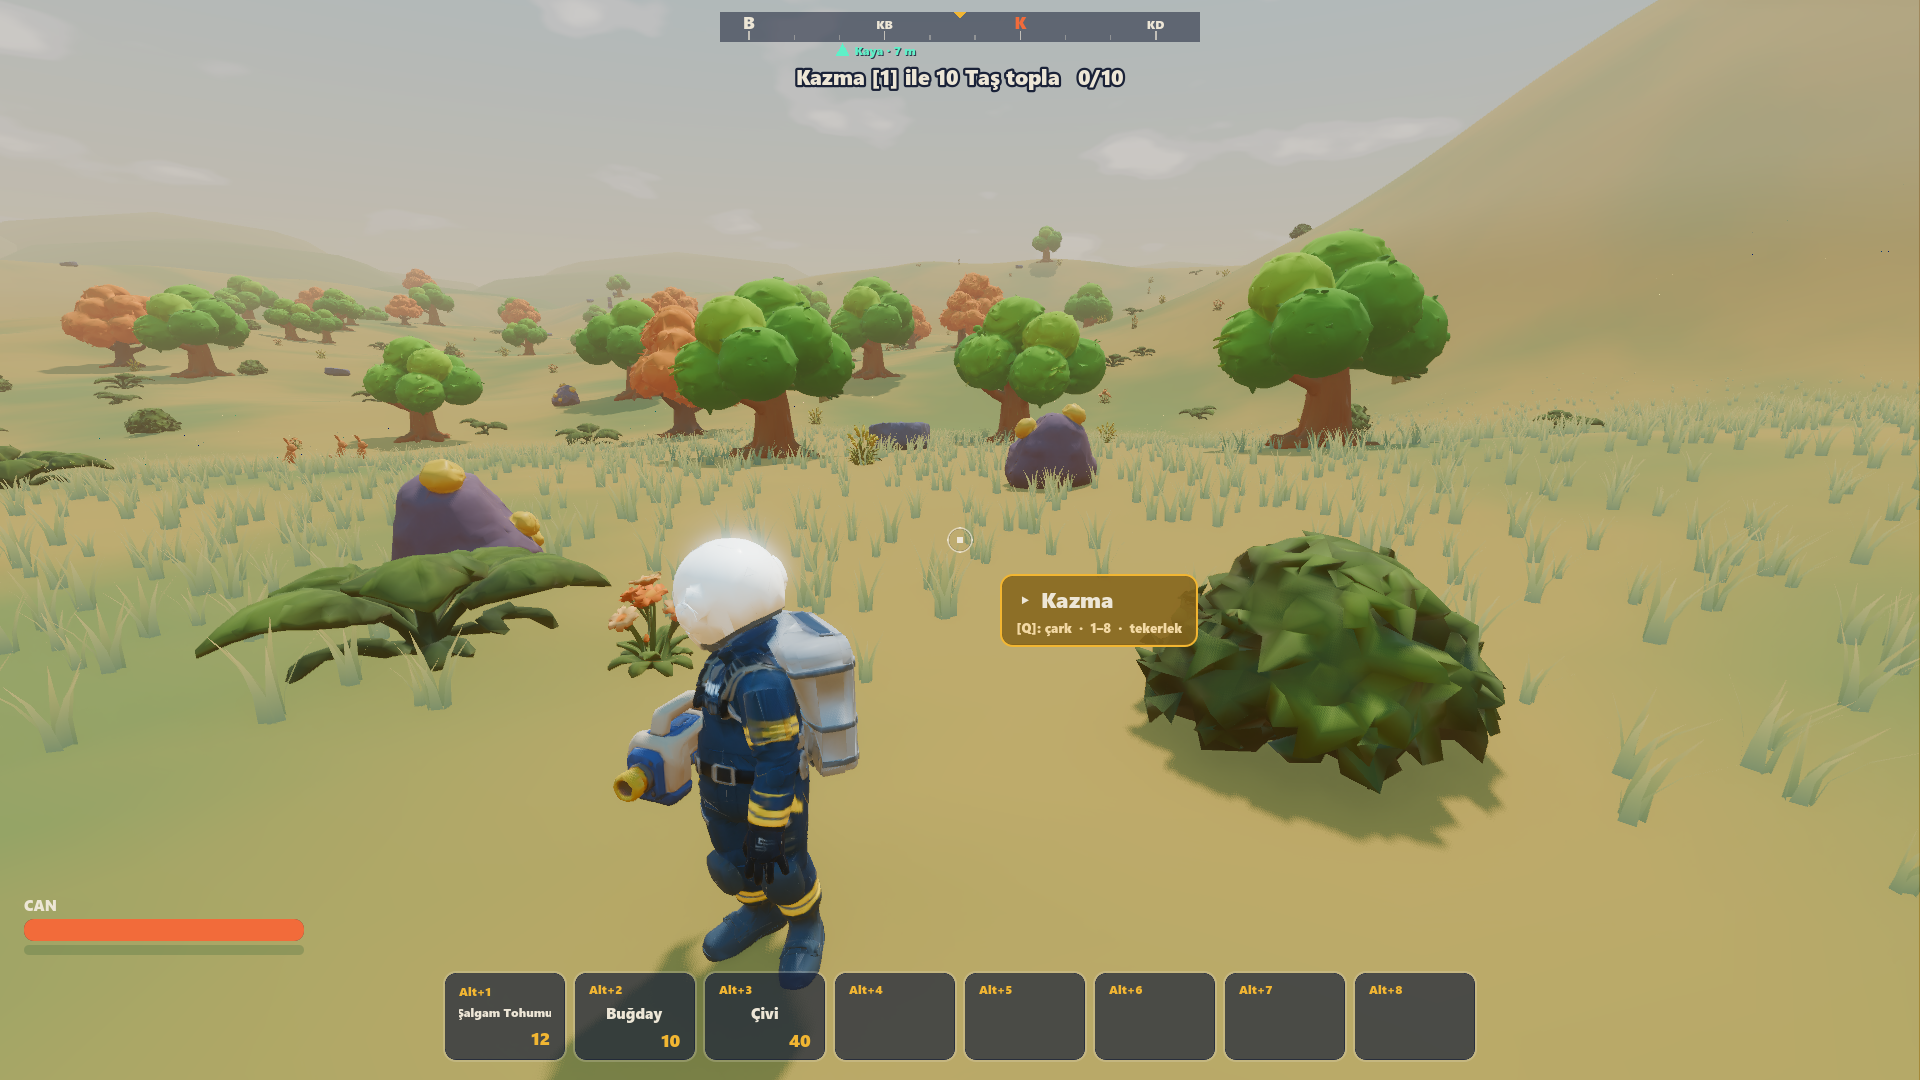 B KB K KD
Kaya · 7 m
Kazma [1] ile 10 Taş topla 0/10
Kazma
[Q]: çark · 1–8 · tekerlek
CAN
Alt+1 Alt+2 Alt+3 Alt+4 Alt+5 Alt+6 Alt+7 Alt+8
Şalgam Tohumu Buğday Çivi
12 10 40